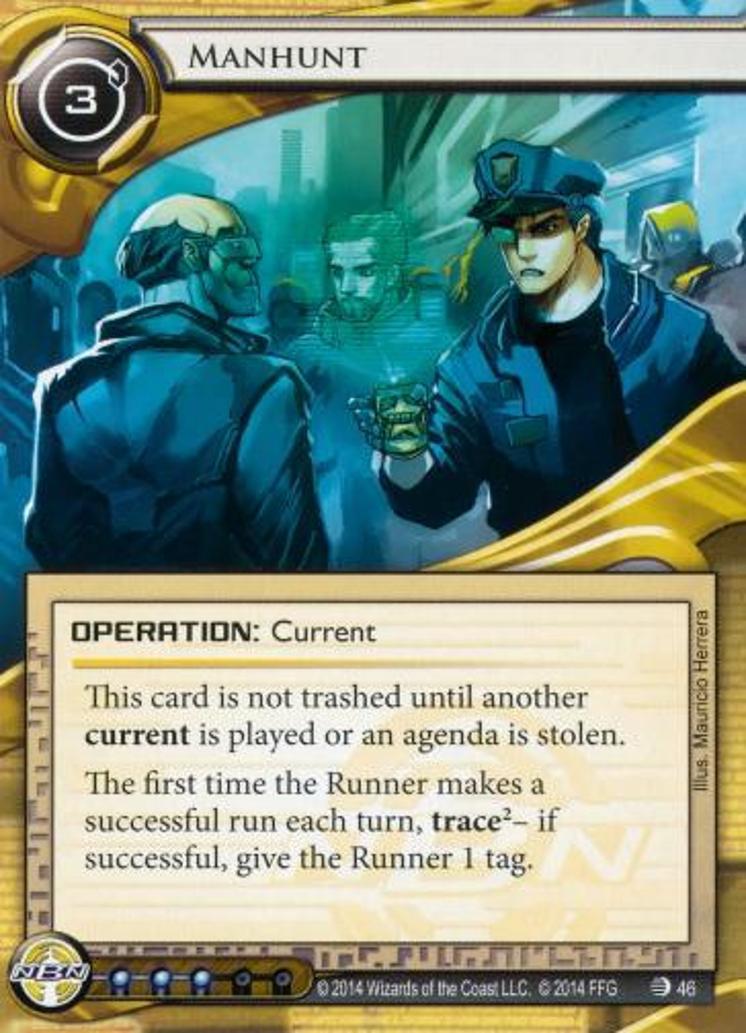 3
MANHUNT
OPERATION: Current
This card is not trashed until another
current is played or an agenda is stolen.
The first time the Runner makes a
successful run each turn, trace²– if
successful, give the Runner 1 tag.
Illus. Mauricio Herrera
NBN
© 2014 Wizards of the Coast LLC. © 2014 FFG 46